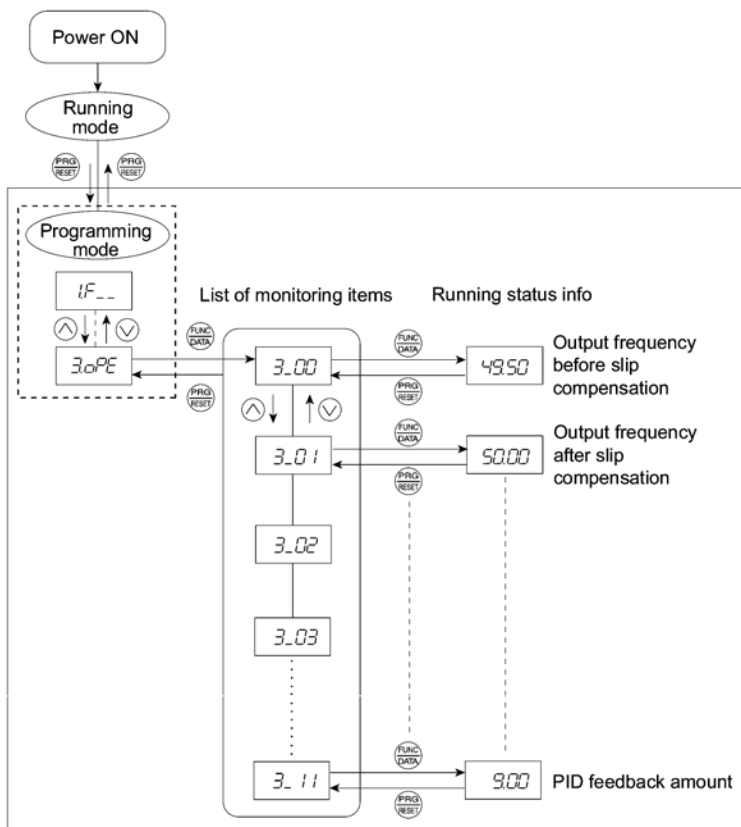 Power ON
Running
mode
PRG
RESET
PRG
RESET
Programming
mode
1.F__
3.oPE
List of monitoring items
Running status info
FUNC
DATA
PRG
RESET
3_00
FUNC
DATA
PRG
RESET
49.50
Output frequency
before slip
compensation
3_01
FUNC
DATA
PRG
RESET
50.00
Output frequency
after slip
compensation
3_02
3_03
3_11
FUNC
DATA
PRG
RESET
9.00
PID feedback amount